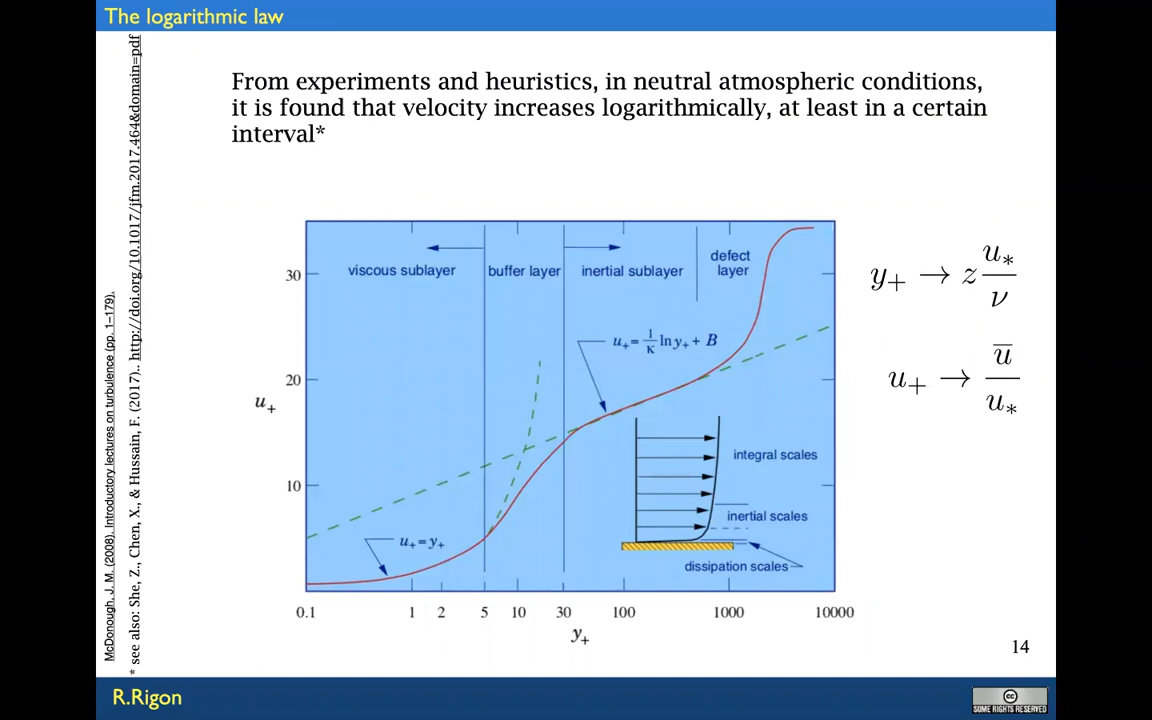 The logarithmic law
McDonough, J. M. (2008). Introductory lectures on turbulence (pp. 1–179).
* see also: She, Z., Chen, X., & Hussain, F. (2017).. http://doi.org/10.1017/jfm.2017.464&domain=pdf
From experiments and heuristics, in neutral atmospheric conditions,
it is found that velocity increases logarithmically, at least in a certain
interval*
viscous sublayer
buffer layer
inertial sublayer
defect
layer
30
20
10
u₊
u₊ = 1/κ ln y₊ + B
u₊ = y₊
integral scales
inertial scales
dissipation scales
0.1 1 2 5 10 30 100 1000 10000
y₊
y₊ → z u∗/ν
u₊ → u̅/u∗
14
R.Rigon
cc
SOME RIGHTS RESERVED